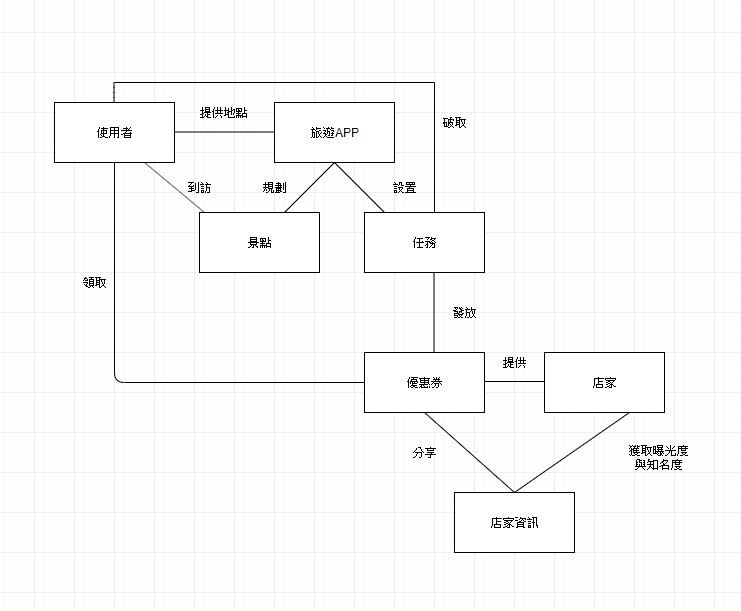 提供地點
使用者
旅遊APP
破取
到訪
規劃
設置
景點
任務
領取
發放
提供
優惠券
店家
分享
獲取曝光度
與知名度
店家資訊